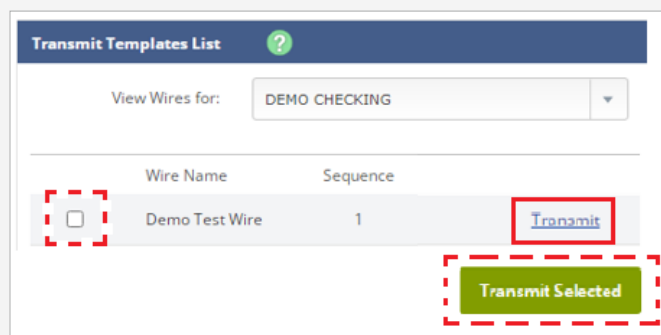 Transmit Templates List ?
View Wires for: DEMO CHECKING
Wire Name Sequence
Demo Test Wire 1 Transmit
Transmit Selected